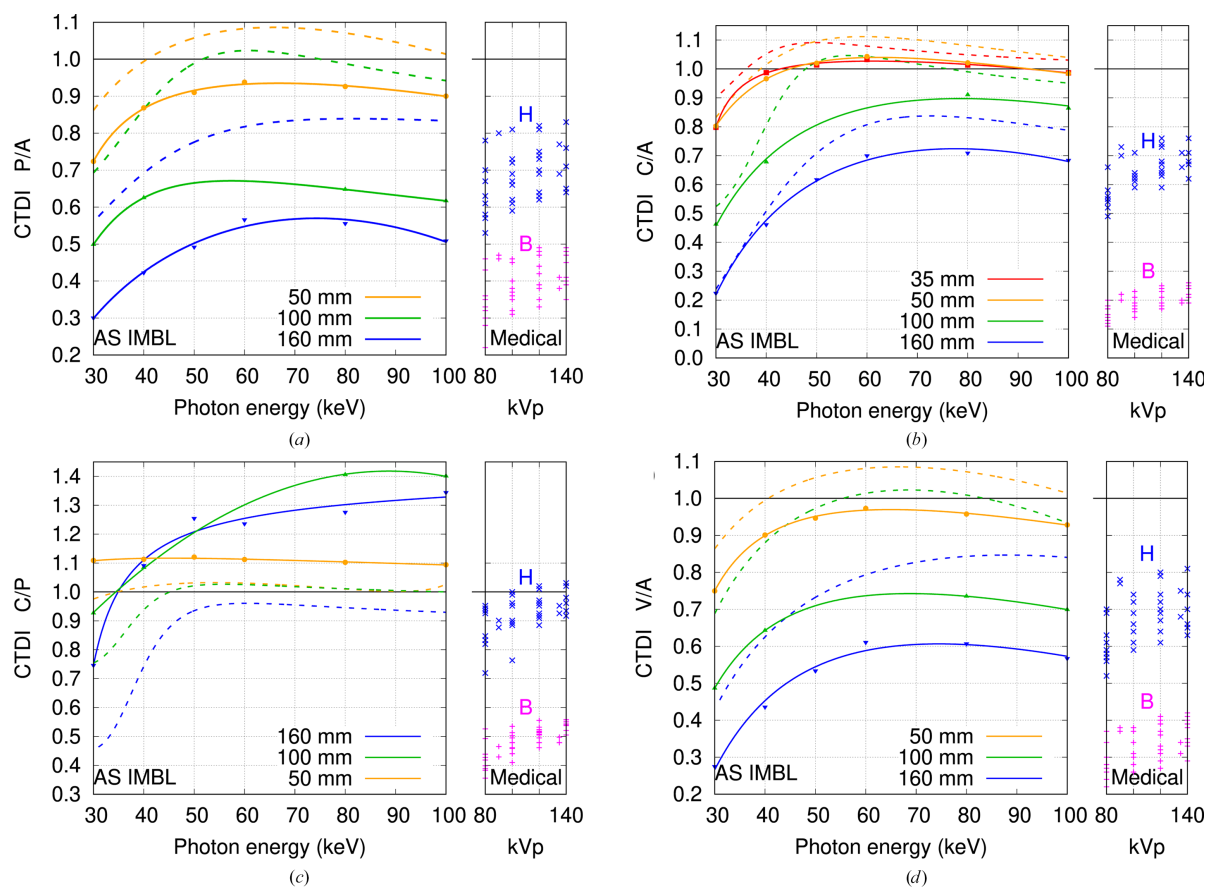 1.1
1.0
0.9
0.8
0.7
0.6
0.5
0.4
0.3
0.2
CTDI P/A
50 mm
100 mm
160 mm
AS IMBL
30 40 50 60 70 80 90 100
Photon energy (keV)
H
B
Medical
80 140
kVp
(a)
1.1
1.0
0.9
0.8
0.7
0.6
0.5
0.4
0.3
0.2
0.1
0.0
CTDI C/A
35 mm
50 mm
100 mm
160 mm
AS IMBL
30 40 50 60 70 80 90 100
Photon energy (keV)
H
B
Medical
80 140
kVp
(b)
1.4
1.3
1.2
1.1
1.0
0.9
0.8
0.7
0.6
0.5
0.4
0.3
CTDI C/P
160 mm
100 mm
50 mm
AS IMBL
30 40 50 60 70 80 90 100
Photon energy (keV)
H
B
Medical
80 140
kVp
(c)
1.1
1.0
0.9
0.8
0.7
0.6
0.5
0.4
0.3
0.2
CTDI V/A
50 mm
100 mm
160 mm
AS IMBL
30 40 50 60 70 80 90 100
Photon energy (keV)
H
B
Medical
80 140
kVp
(d)